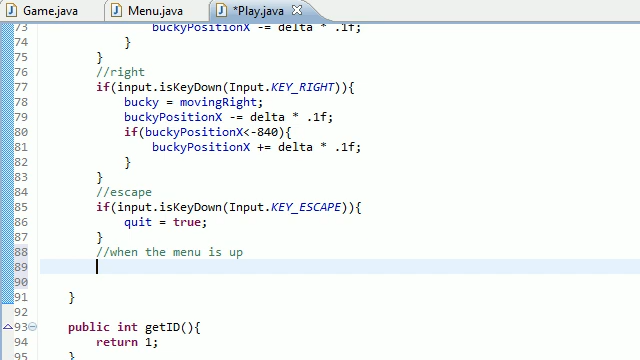 Game.java Menu.java *Play.java
73 buckyPositionX -= delta * .1f;
74 }
75 }
76 //right
77 if(input.isKeyDown(Input.KEY_RIGHT)){
78 bucky = movingRight;
79 buckyPositionX -= delta * .1f;
80 if(buckyPositionX<-840){
81 buckyPositionX += delta * .1f;
82 }
83 }
84 //escape
85 if(input.isKeyDown(Input.KEY_ESCAPE)){
86 quit = true;
87 }
88 //when the menu is up
89
90
91 }
92
93 public int getID(){
94 return 1;
95 }